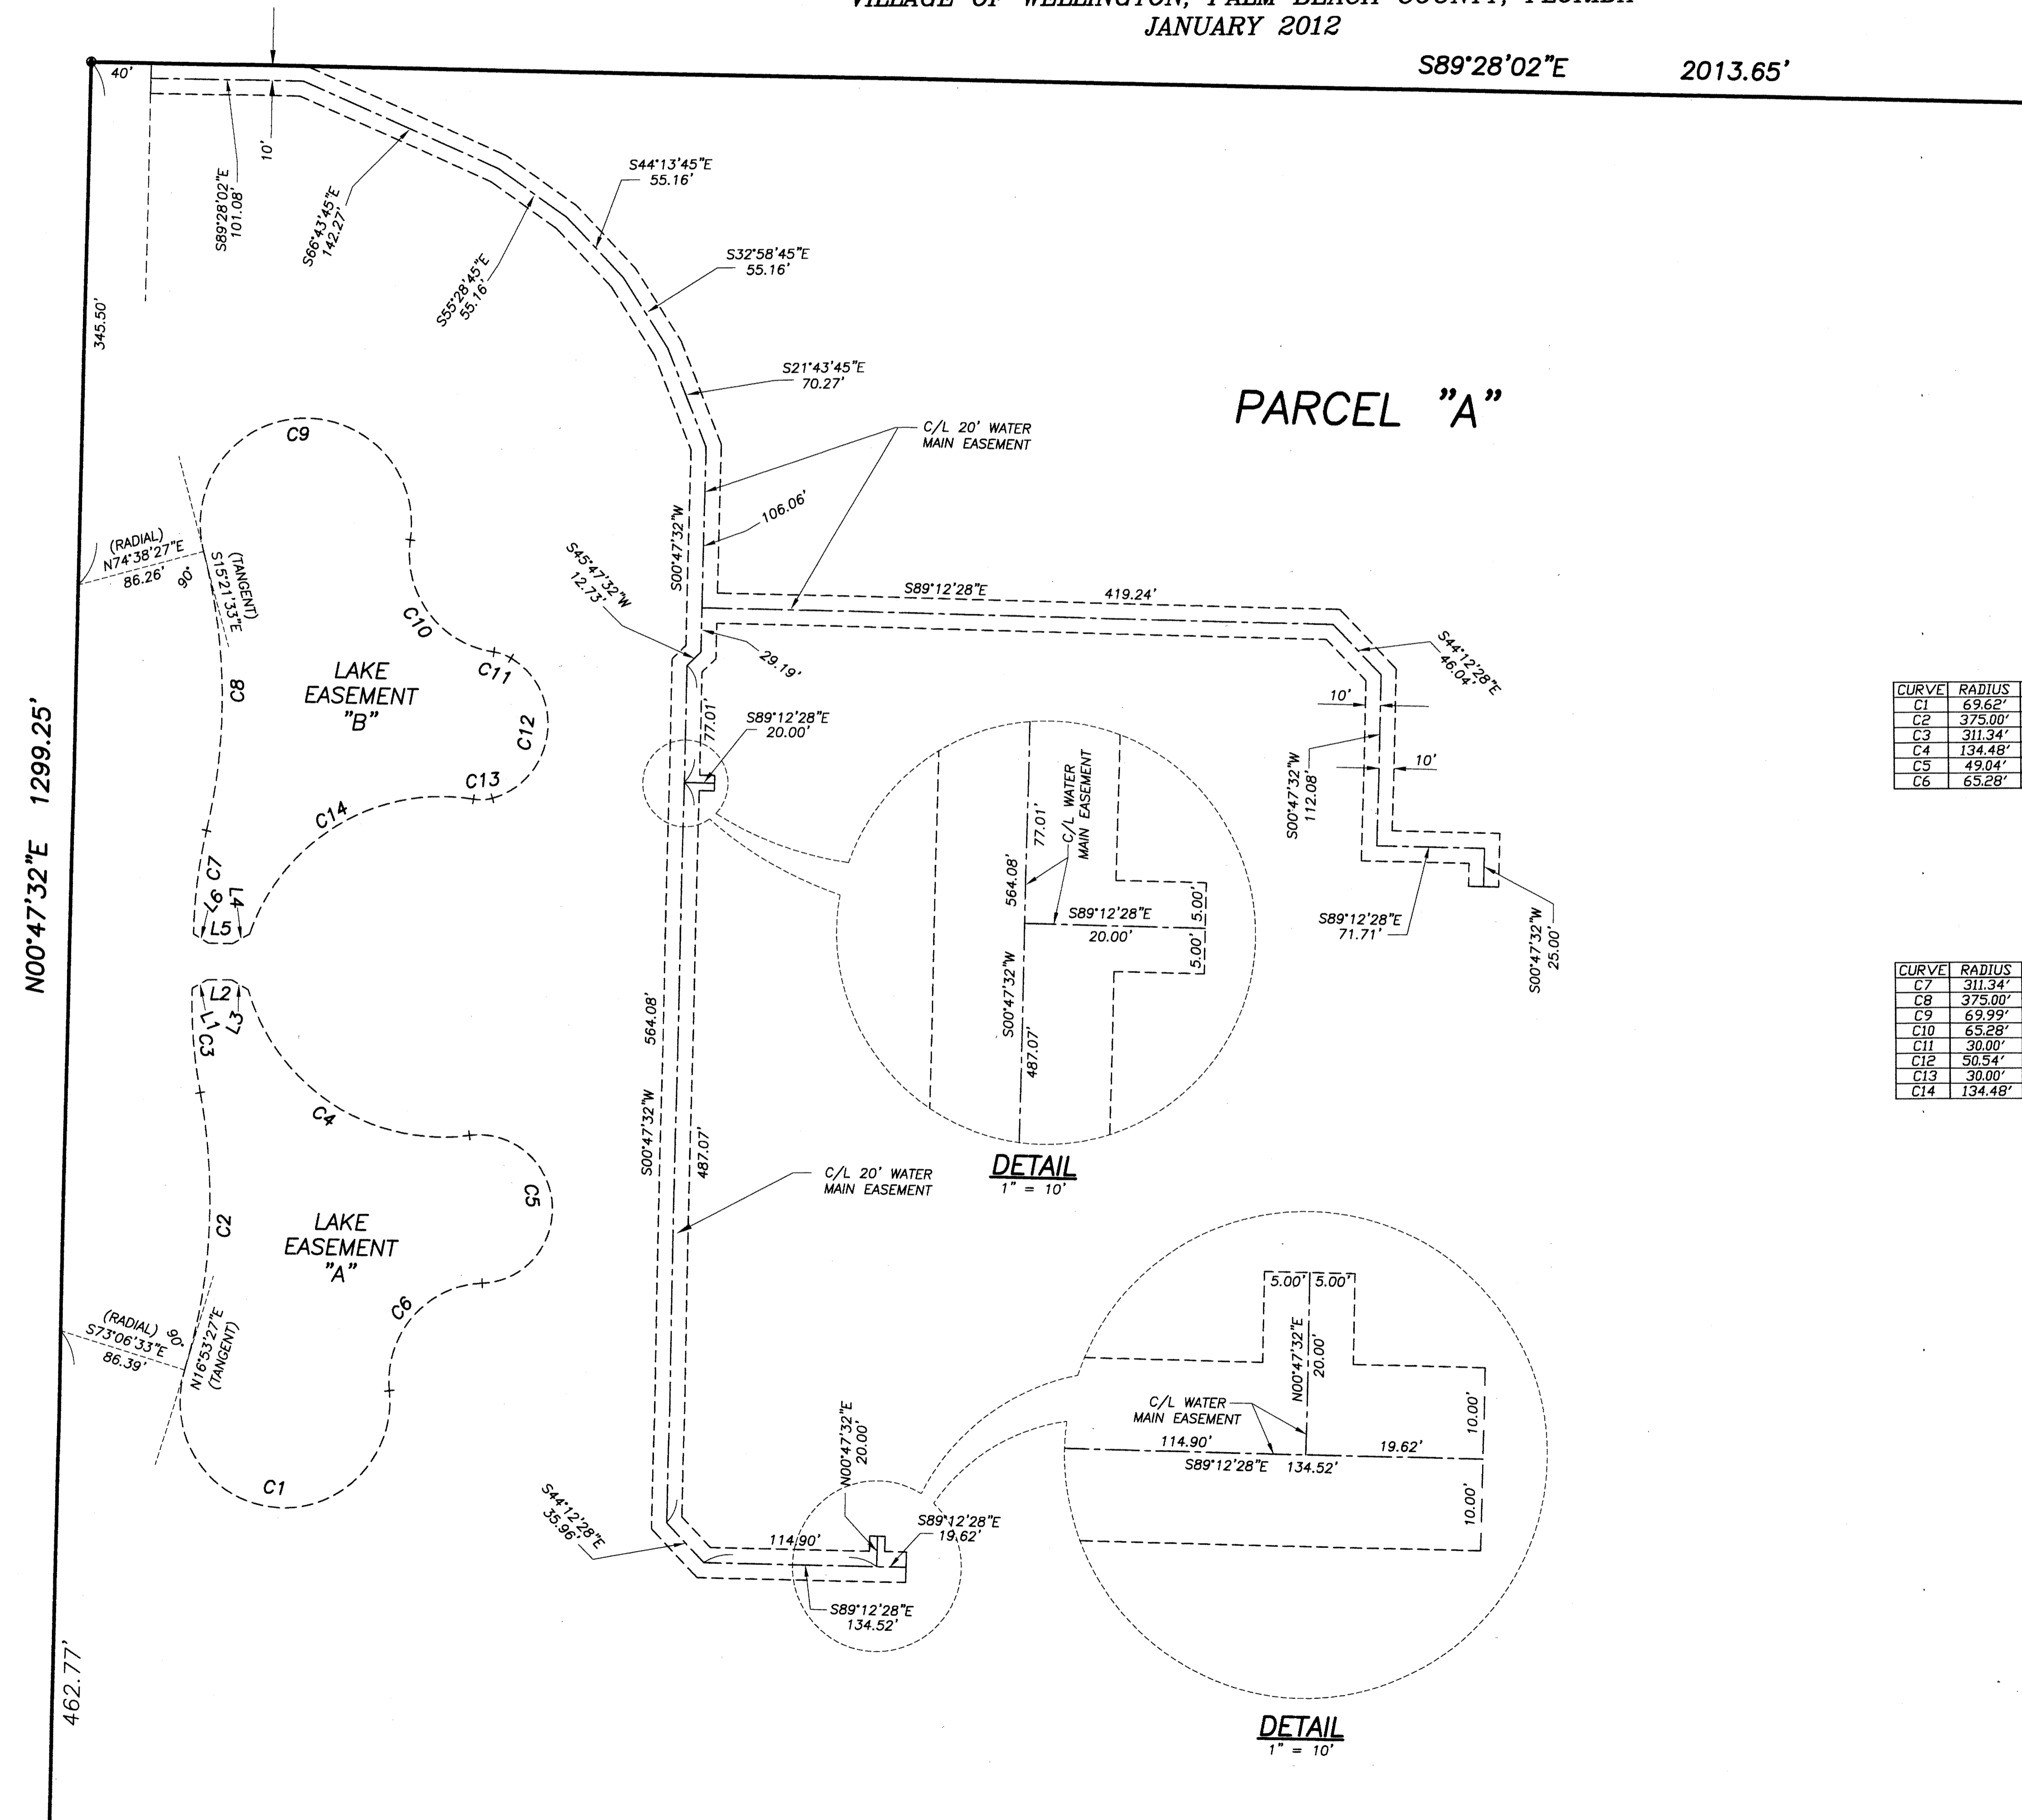 VILLAGE OF WELLINGTON, PALM BEACH COUNTY, FLORIDA
JANUARY 2012
S89°28'02"E 2013.65'
40'
10'
S89°28'02"E
101.08'
S66°43'45"E
142.27'
S55°28'45"E
55.16'
S44°13'45"E
55.16'
S32°58'45"E
55.16'
S21°43'45"E
70.27'
345.50'
PARCEL "A"
C/L 20' WATER
MAIN EASEMENT
106.06'
S00°47'32"W
S45°47'32"W
12.73'
29.19'
77.01'
S89°12'28"E
20.00'
S89°12'28"E 419.24'
S44°12'28"E
46.04'
10'
10'
S00°47'32"W
112.08'
S89°12'28"E
71.71'
S00°47'32"W
25.00'
C9
(RADIAL)
N74°38'27"E
86.26'
90°
(TANGENT)
S15°21'33"E
C10
C11
C12
C13
C14
C8
LAKE
EASEMENT
"B"
C7
L6
L4
L5
N00°47'32"E 1299.25'
L2
L1
L3
C3
C4
C5
C2
C6
LAKE
EASEMENT
"A"
(RADIAL)
S73°06'33"E
86.39'
90°
N16°53'27"E
(TANGENT)
C1
564.08'
S00°47'32"W
487.07'
C/L 20' WATER
MAIN EASEMENT
77.01'
C/L WATER
MAIN EASEMENT
564.08'
S89°12'28"E
20.00'
5.00'
5.00'
S00°47'32"W
487.07'
DETAIL
1" = 10'
S44°12'28"E
35.96'
114.90'
N00°47'32"E
20.00'
S89°12'28"E
19.62'
S89°12'28"E
134.52'
5.00' 5.00'
N00°47'32"E
20.00'
C/L WATER
MAIN EASEMENT
114.90'
19.62'
S89°12'28"E 134.52'
10.00'
10.00'
DETAIL
1" = 10'
462.77'
CURVE RADIUS
C1 69.62'
C2 375.00'
C3 311.34'
C4 134.48'
C5 49.04'
C6 65.28'
CURVE RADIUS
C7 311.34'
C8 375.00'
C9 69.99'
C10 65.28'
C11 30.00'
C12 50.54'
C13 30.00'
C14 134.48'